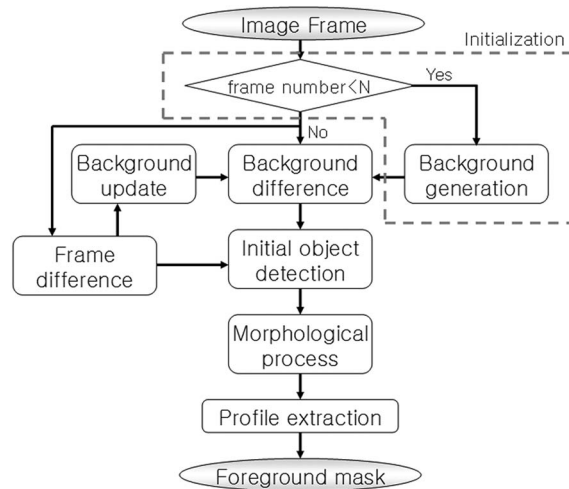 Image Frame
Initialization
frame number<N
Yes
No
Background
update
Background
difference
Background
generation
Frame
difference
Initial object
detection
Morphological
process
Profile extraction
Foreground mask